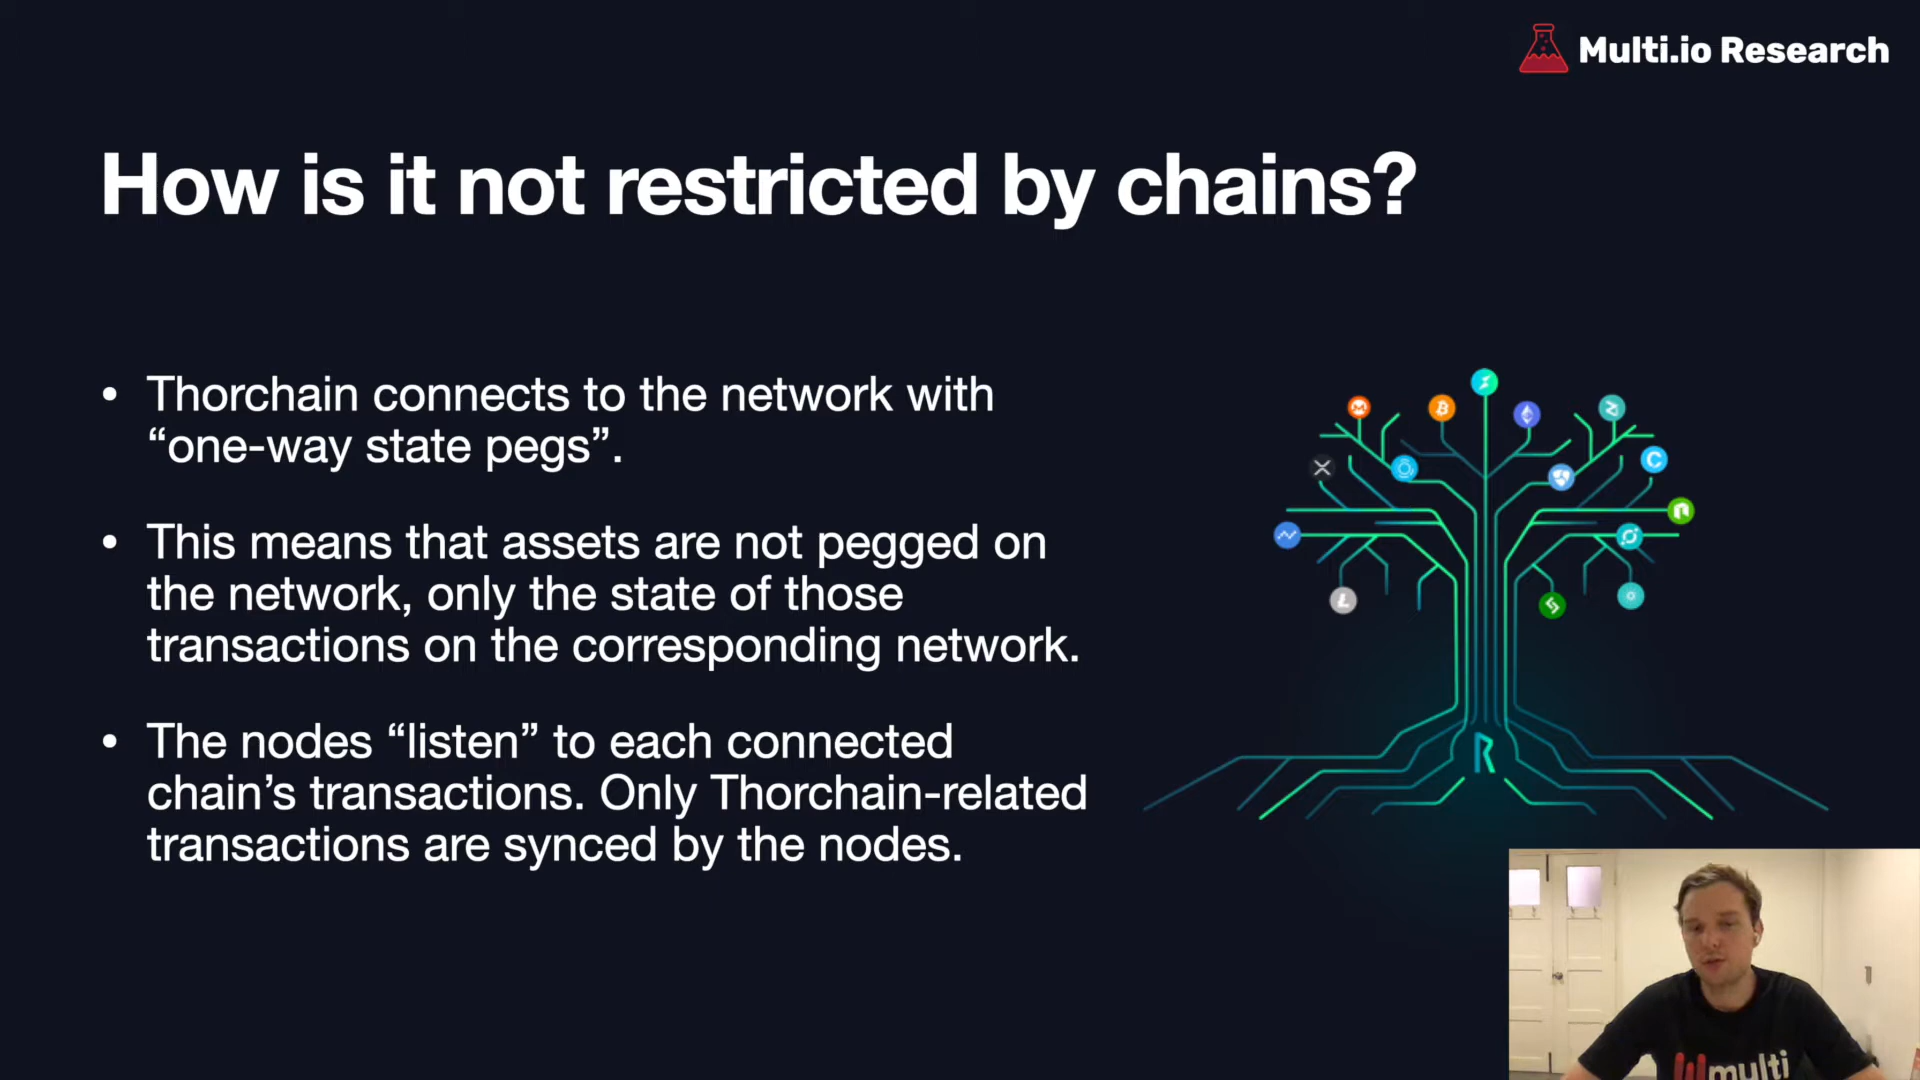 Multi.io Research
How is it not restricted by chains?
• Thorchain connects to the network with
“one-way state pegs”.
• This means that assets are not pegged on
the network, only the state of those
transactions on the corresponding network.
• The nodes “listen” to each connected
chain’s transactions. Only Thorchain-related
transactions are synced by the nodes.
R
multi